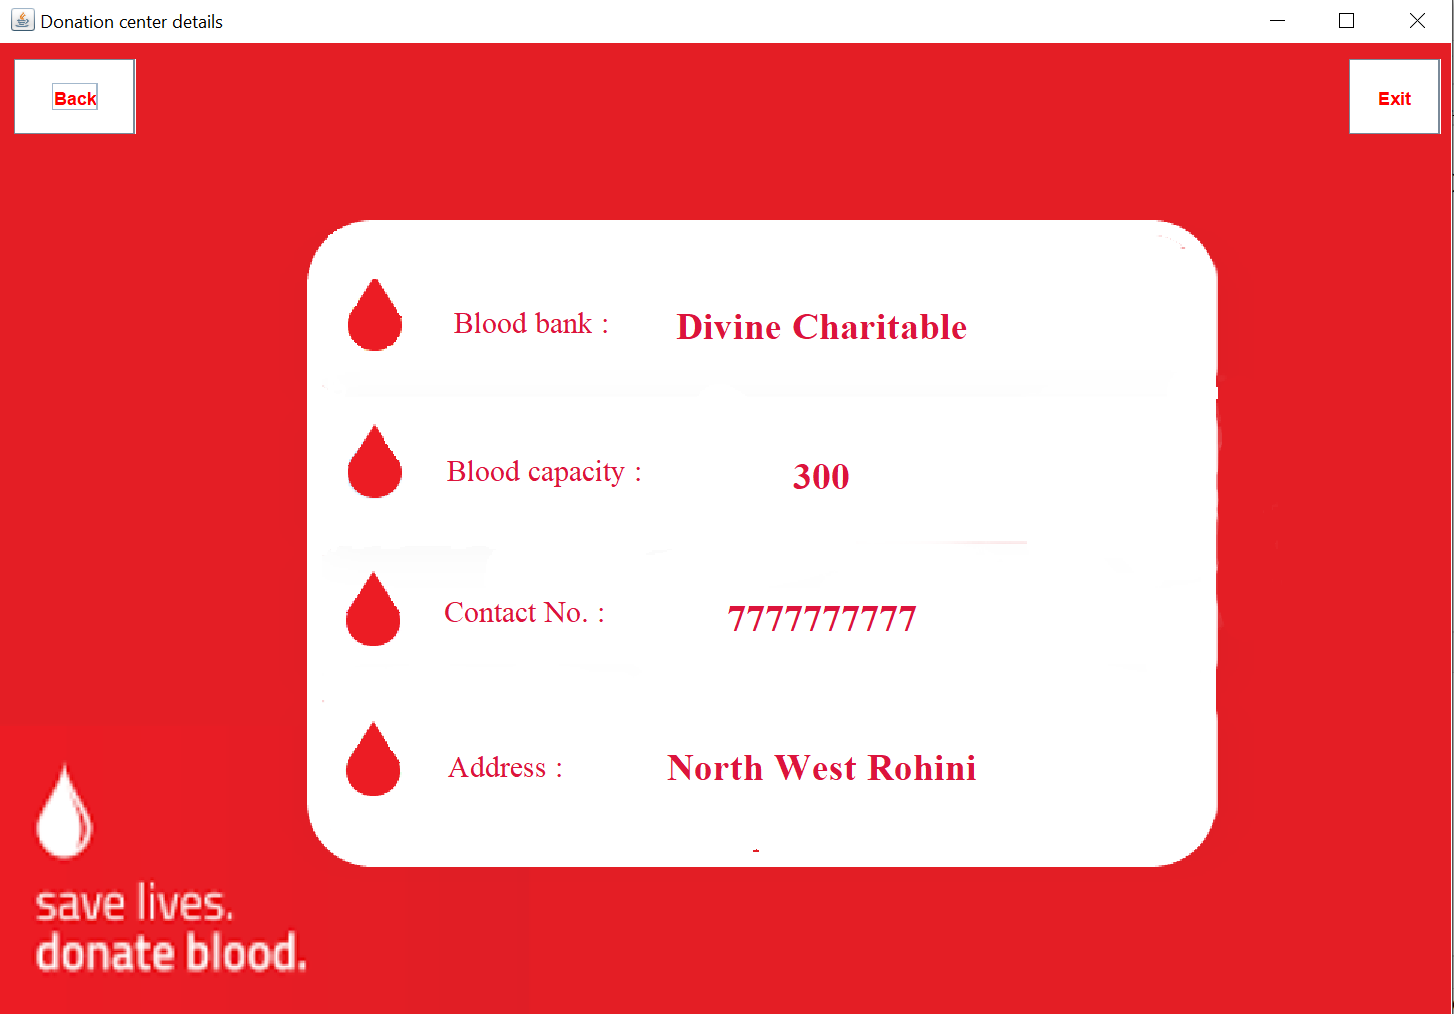 Donation center details
Back
Exit
Blood bank : Divine Charitable
Blood capacity : 300
Contact No. : 7777777777
Address : North West Rohini
save lives.
donate blood.